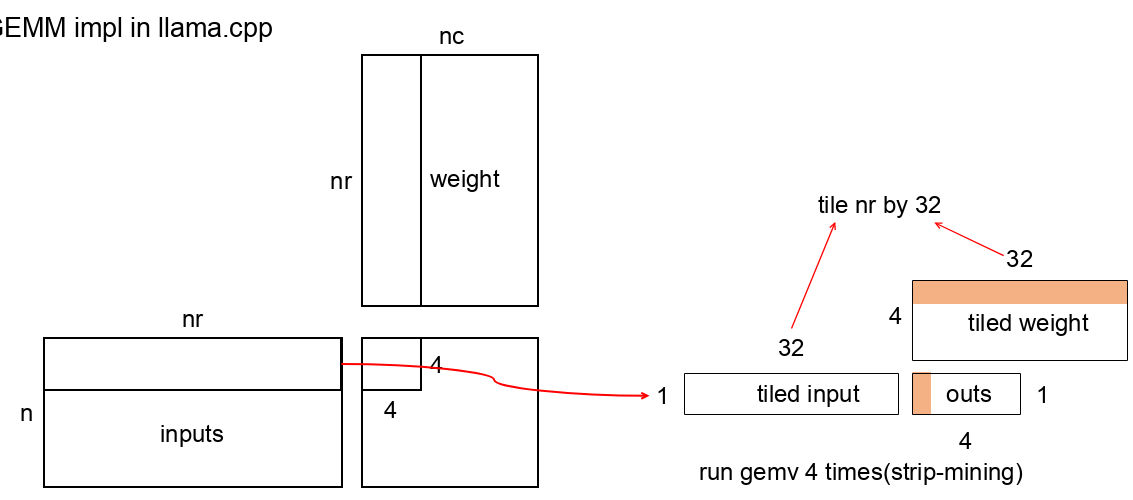 GEMM impl in llama.cpp
nc
nr
weight
nr
n
inputs
4
4
tile nr by 32
32
4
tiled weight
32
1
tiled input
outs
1
4
run gemv 4 times(strip-mining)